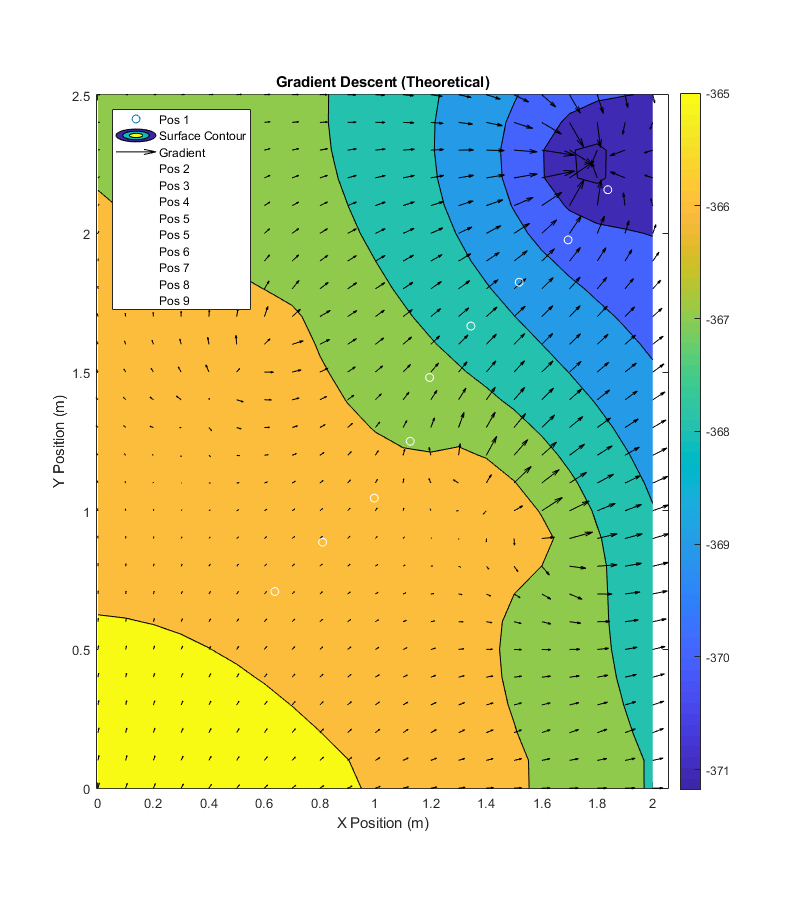 Gradient Descent (Theoretical)
2.5
2
1.5
1
0.5
0
Y Position (m)
Pos 1
Surface Contour
Gradient
Pos 2
Pos 3
Pos 4
Pos 5
Pos 5
Pos 6
Pos 7
Pos 8
Pos 9
0 0.2 0.4 0.6 0.8 1 1.2 1.4 1.6 1.8 2
X Position (m)
-365
-366
-367
-368
-369
-370
-371